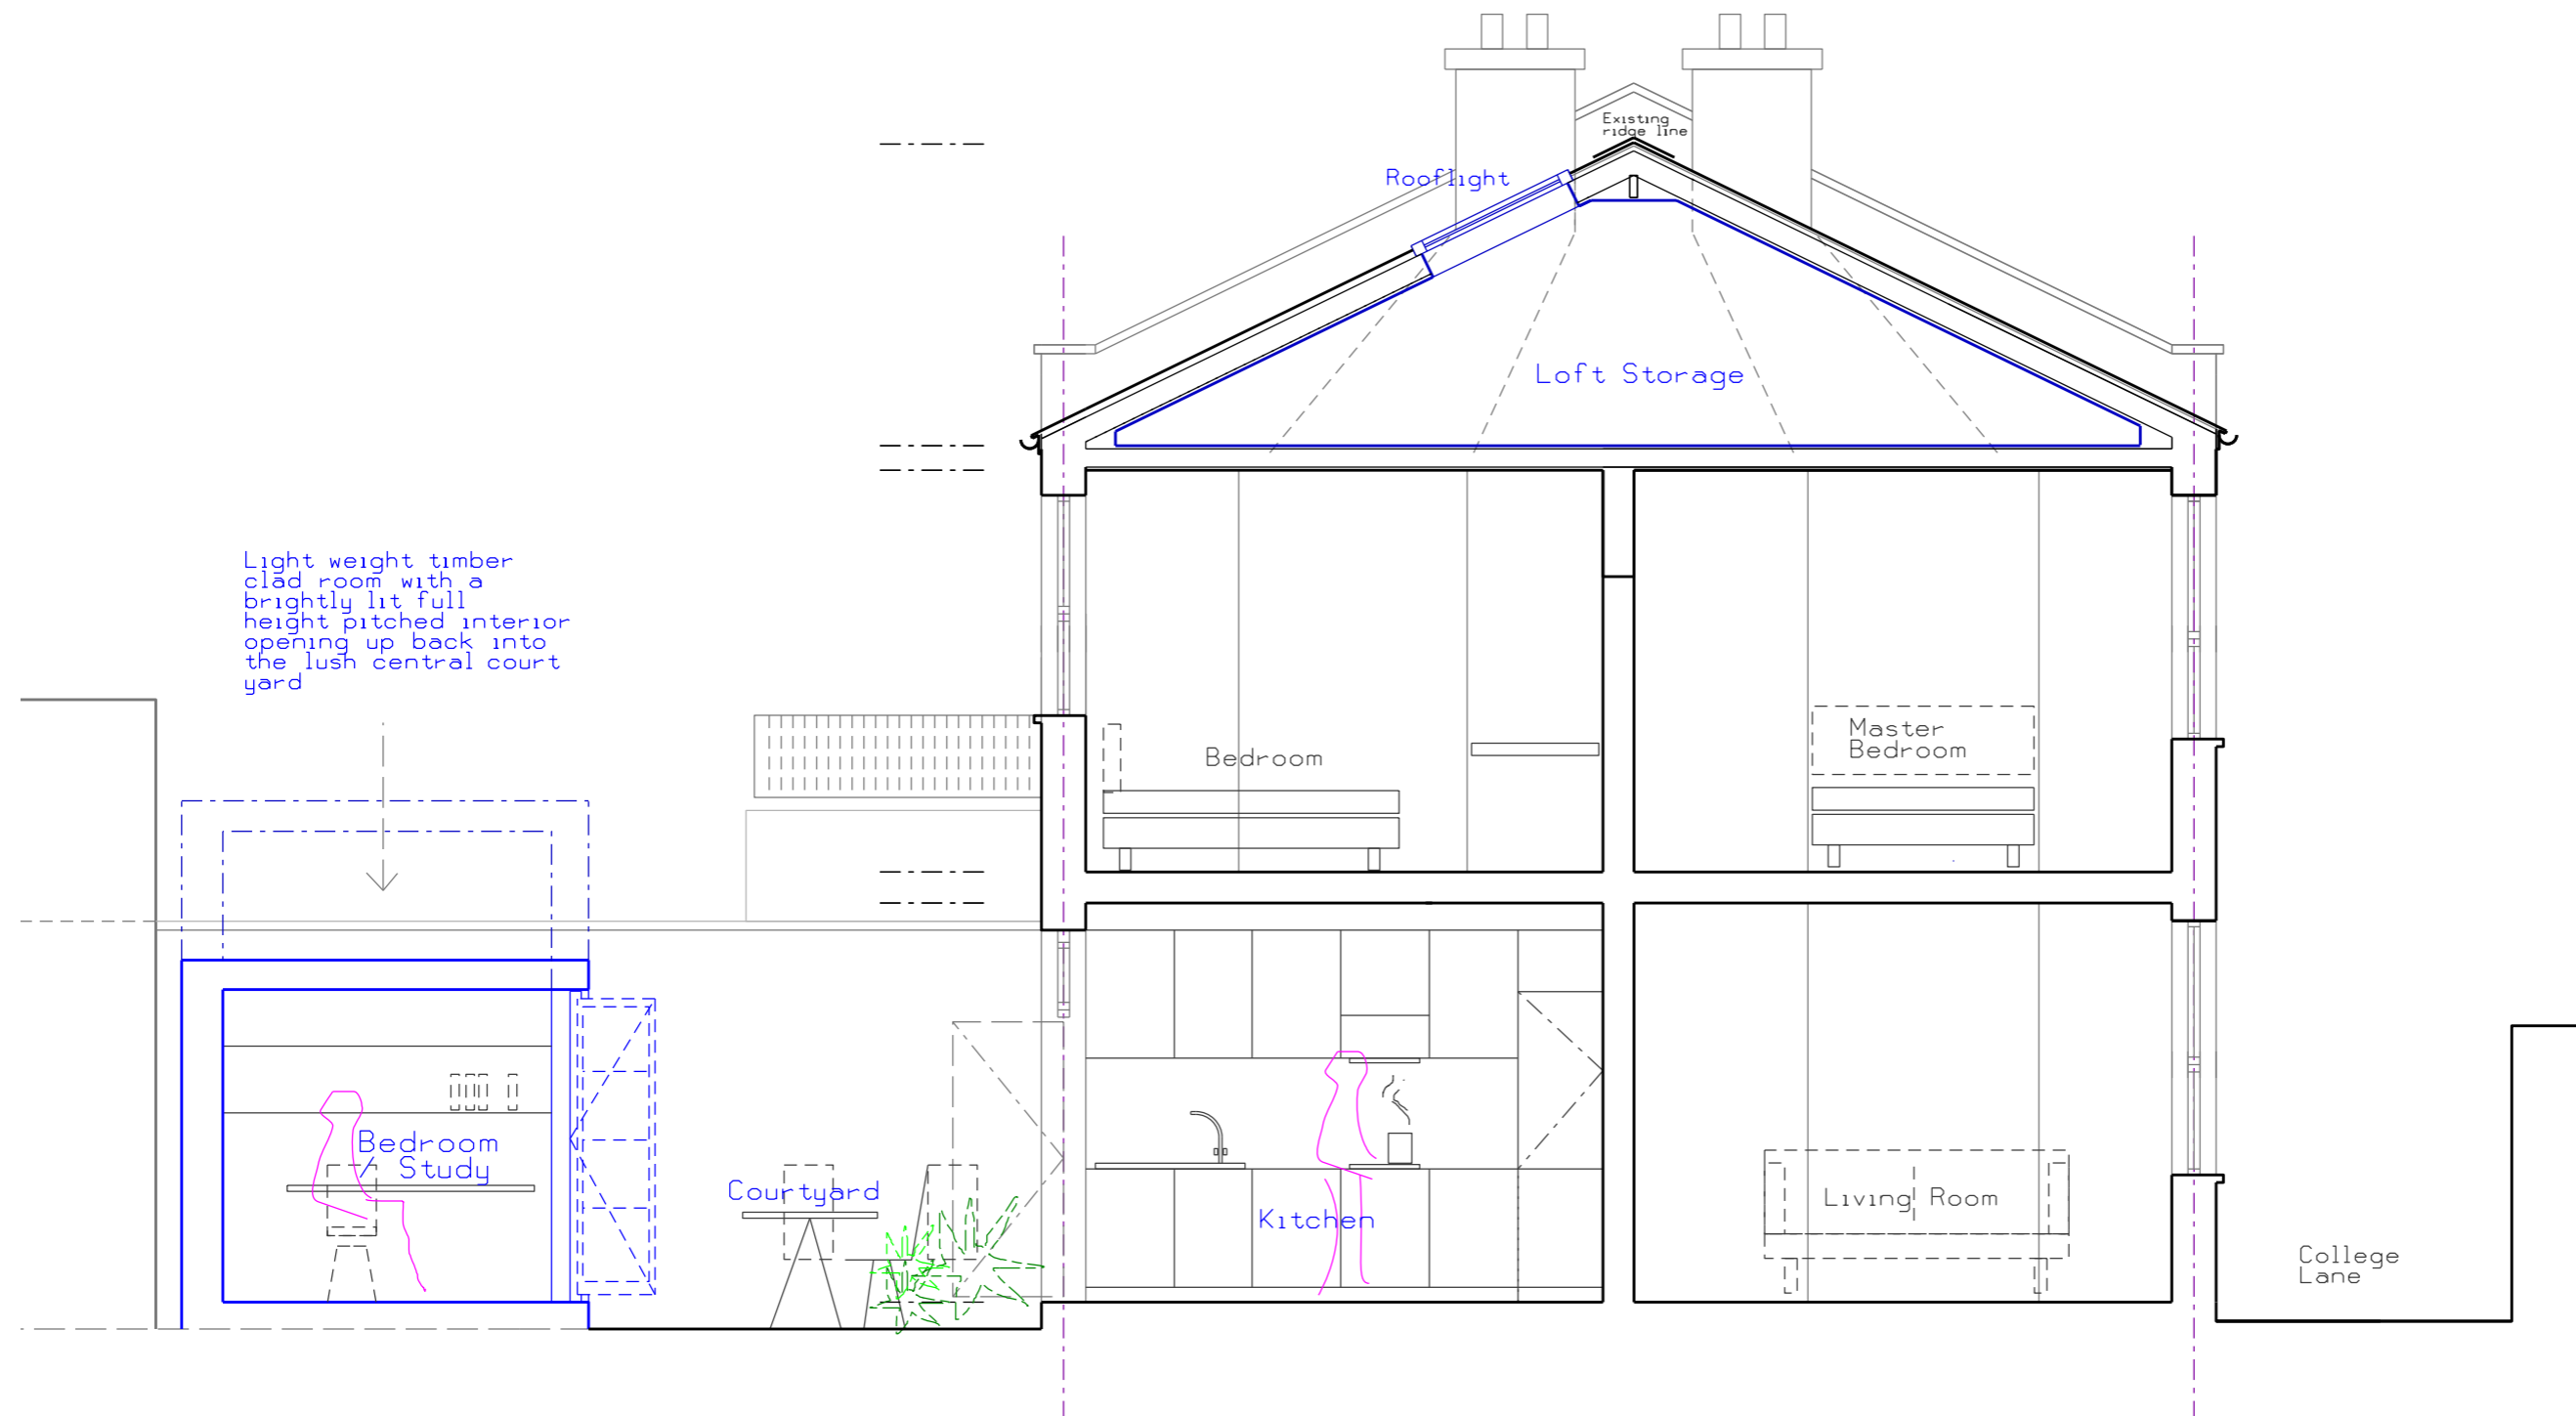 Existing
ridge line
Rooflight
Loft Storage
Light weight timber
clad room with a
brightly lit full
height pitched interior
opening up back into
the lush central court
yard
Bedroom
Master
Bedroom
Bedroom
Study
Courtyard
Kitchen
Living Room
College
Lane